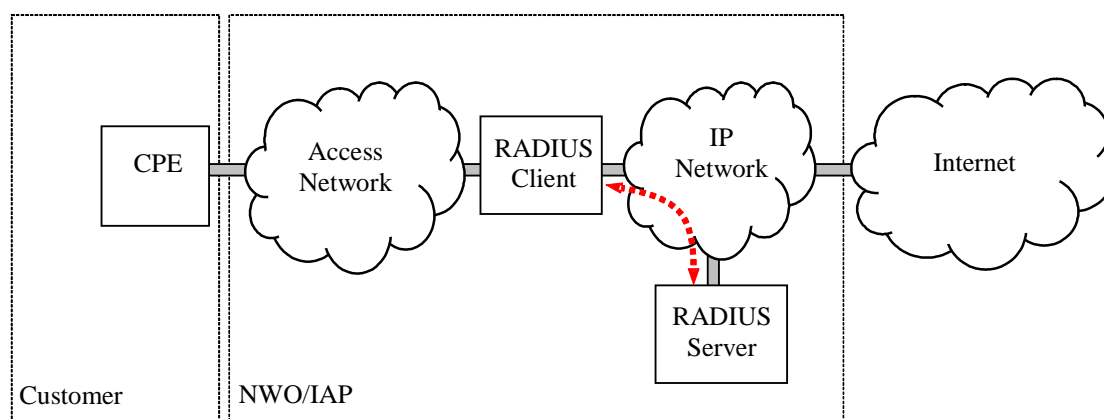 CPE
Access
Network
RADIUS
Client
IP
Network
Internet
RADIUS
Server
Customer
NWO/IAP